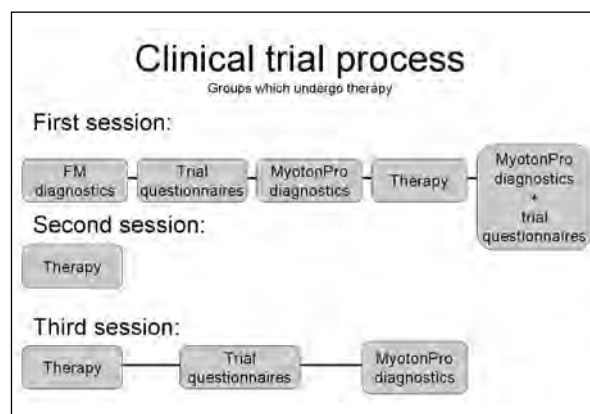 Clinical trial process
Groups which undergo therapy
First session:
FM
diagnostics
Trial
questionnaires
MyotonPro
diagnostics
Therapy
MyotonPro
diagnostics
*
trial
questionnaires
Second session:
Therapy
Third session:
Therapy
Trial
questionnaires
MyotonPro
diagnostics